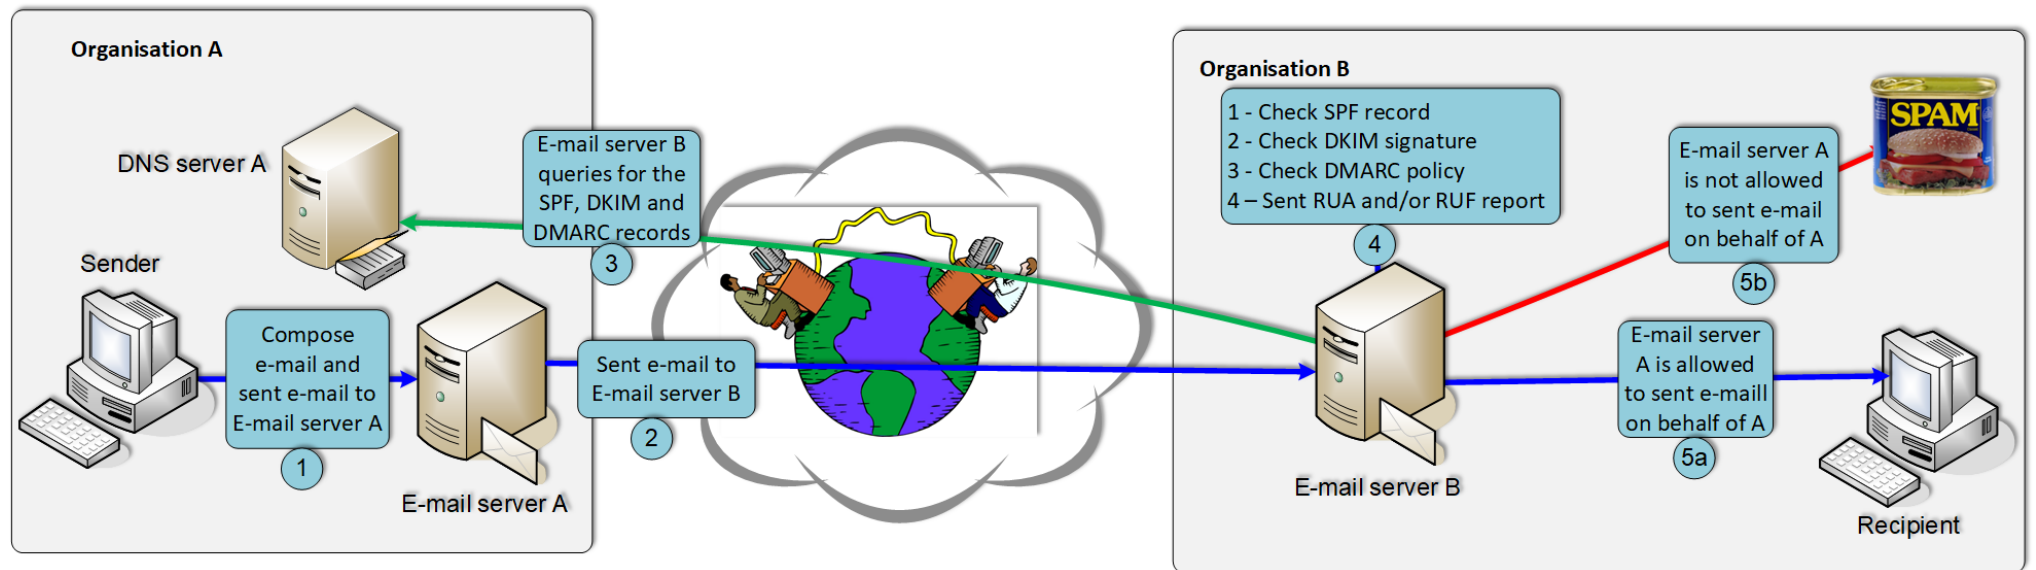 Organisation A
DNS server A
Sender
Compose
e-mail and
sent e-mail to
E-mail server A
1
E-mail server A
E-mail server B
queries for the
SPF, DKIM and
DMARC records
3
Sent e-mail to
E-mail server B
2
Organisation B
1 - Check SPF record
2 - Check DKIM signature
3 - Check DMARC policy
4 – Sent RUA and/or RUF report
4
E-mail server B
E-mail server A
is not allowed
to sent e-mail
on behalf of A
5b
SPAM
E-mail server
A is allowed
to sent e-maill
on behalf of A
5a
Recipient